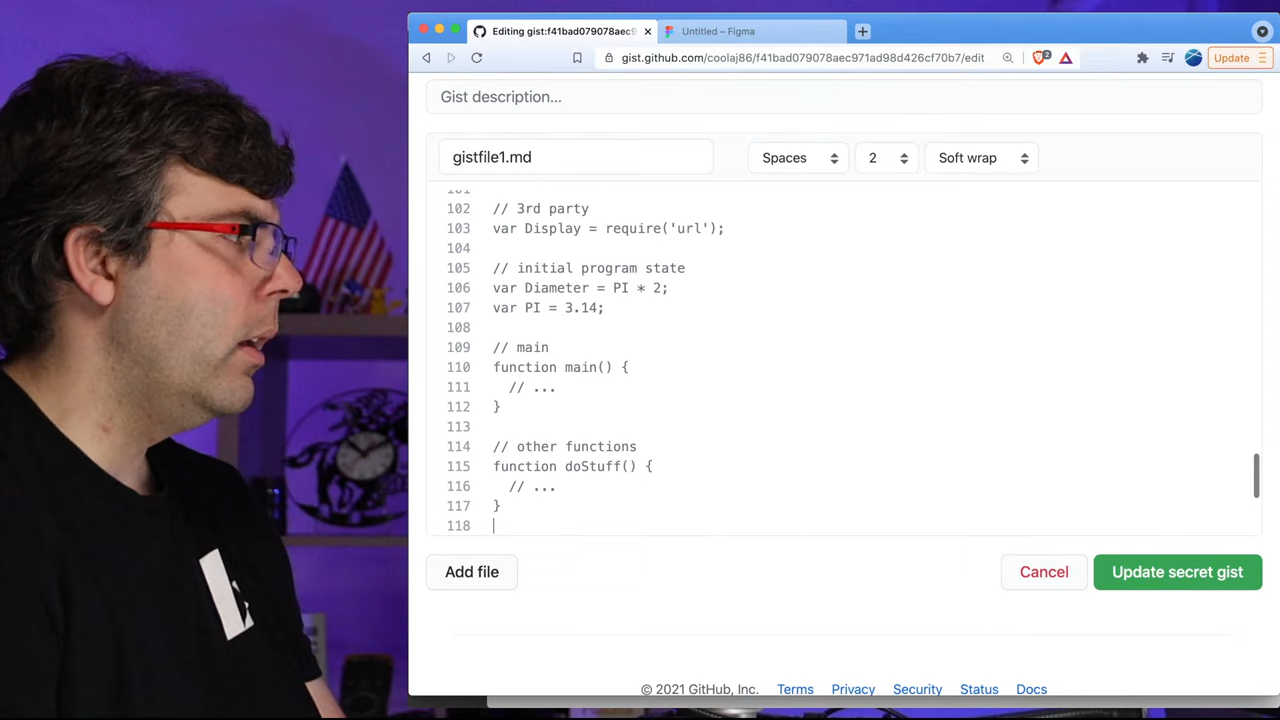 Editing gist:f41bad079078aec9
Untitled – Figma
gist.github.com/coolaj86/f41bad079078aec971ad98d426cf70b7/edit
2
Update
Gist description...
gistfile1.md
Spaces
2
Soft wrap
101
102 // 3rd party
103 var Display = require('url');
104
105 // initial program state
106 var Diameter = PI * 2;
107 var PI = 3.14;
108
109 // main
110 function main() {
111 // ...
112 }
113
114 // other functions
115 function doStuff() {
116 // ...
117 }
118
Add file
Cancel
Update secret gist
© 2021 GitHub, Inc.
Terms
Privacy
Security
Status
Docs